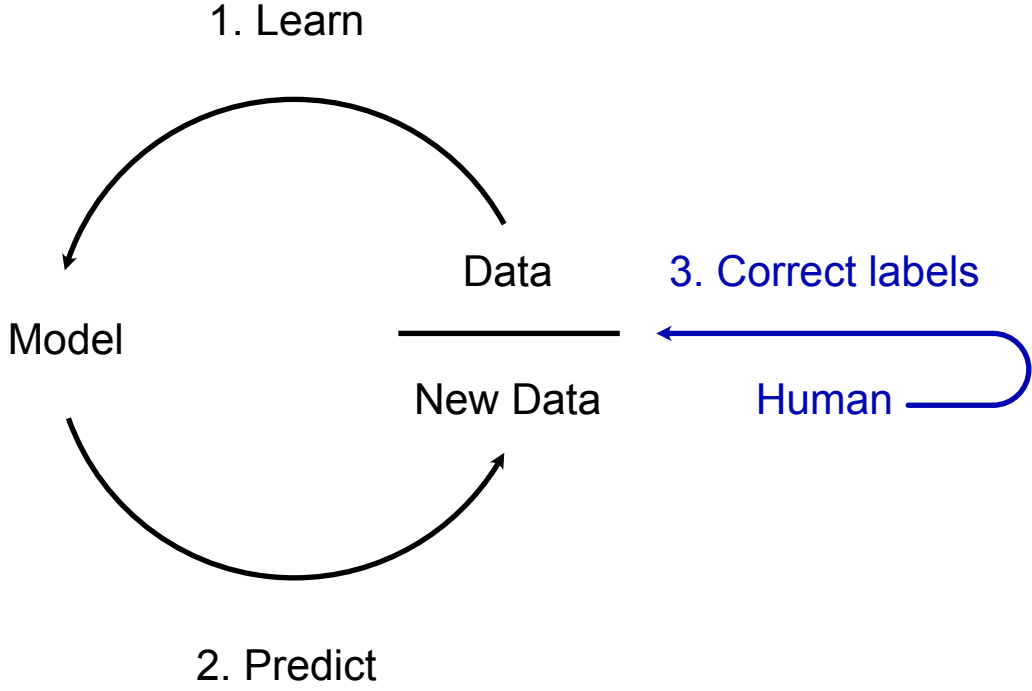 1. Learn
Data
3. Correct labels
Model
New Data
Human
2. Predict